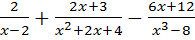 2/(x−2) + (2x+3)/(x²+2x+4) − (6x+12)/(x³−8)